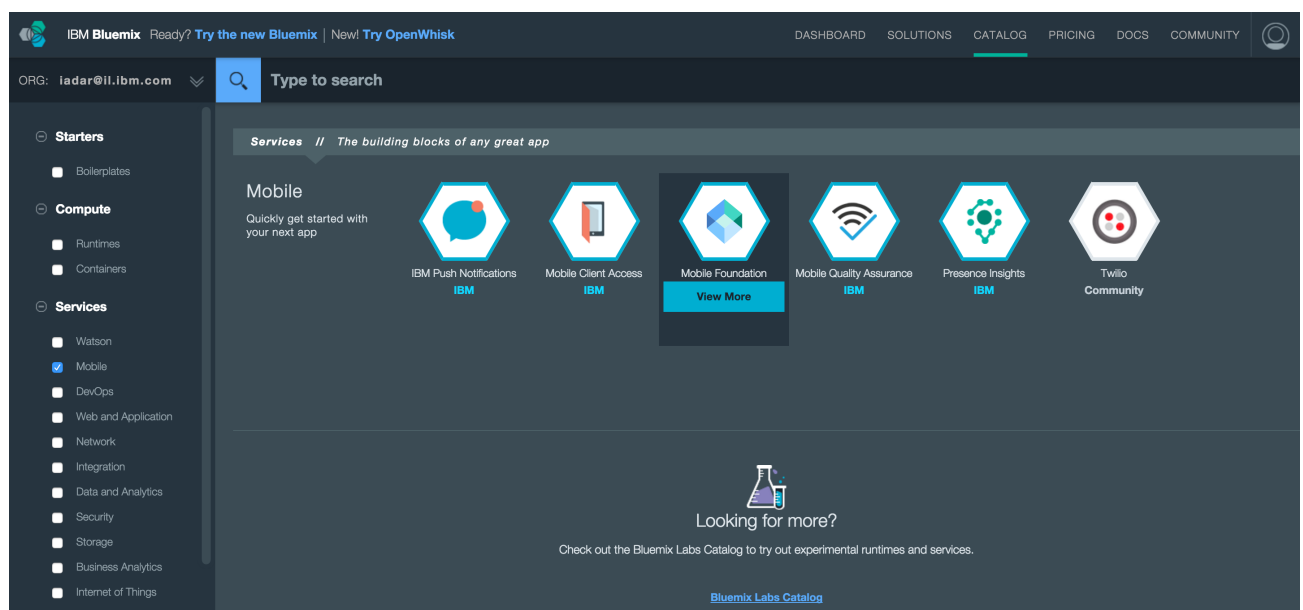 IBM Bluemix Ready? Try the new Bluemix | New! Try OpenWhisk
DASHBOARD SOLUTIONS CATALOG PRICING DOCS COMMUNITY
ORG: iadar@il.ibm.com
Type to search
Starters
Boilerplates
Compute
Runtimes
Containers
Services
Watson
Mobile
DevOps
Web and Application
Network
Integration
Data and Analytics
Security
Storage
Business Analytics
Internet of Things
Services // The building blocks of any great app
Mobile
Quickly get started with
your next app
IBM Push Notifications
IBM
Mobile Client Access
IBM
Mobile Foundation
View More
Mobile Quality Assurance
IBM
Presence Insights
IBM
Twilio
Community
Looking for more?
Check out the Bluemix Labs Catalog to try out experimental runtimes and services.
Bluemix Labs Catalog